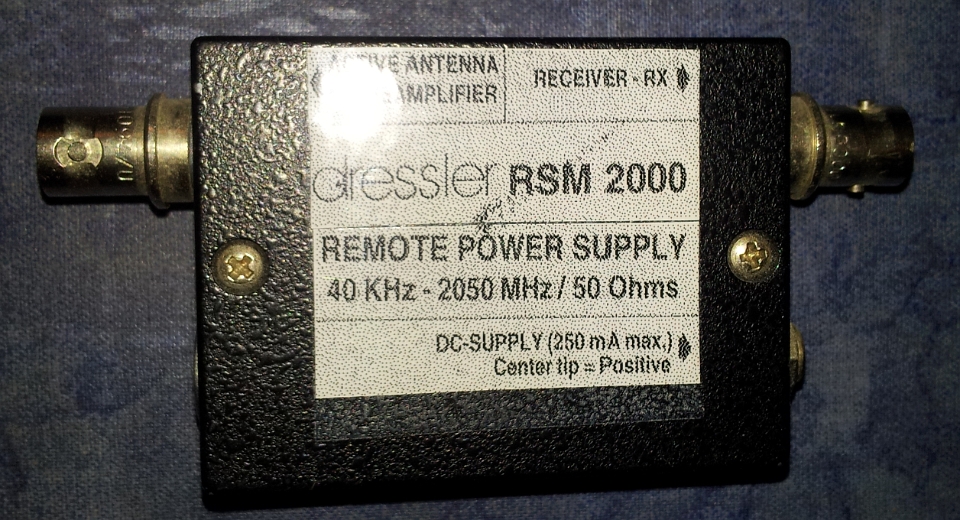 ACTIVE ANTENNA
AMPLIFIER
RECEIVER - RX
dressler RSM 2000
REMOTE POWER SUPPLY
40 KHz - 2050 MHz / 50 Ohms
DC-SUPPLY (250 mA max.)
Center tip = Positive